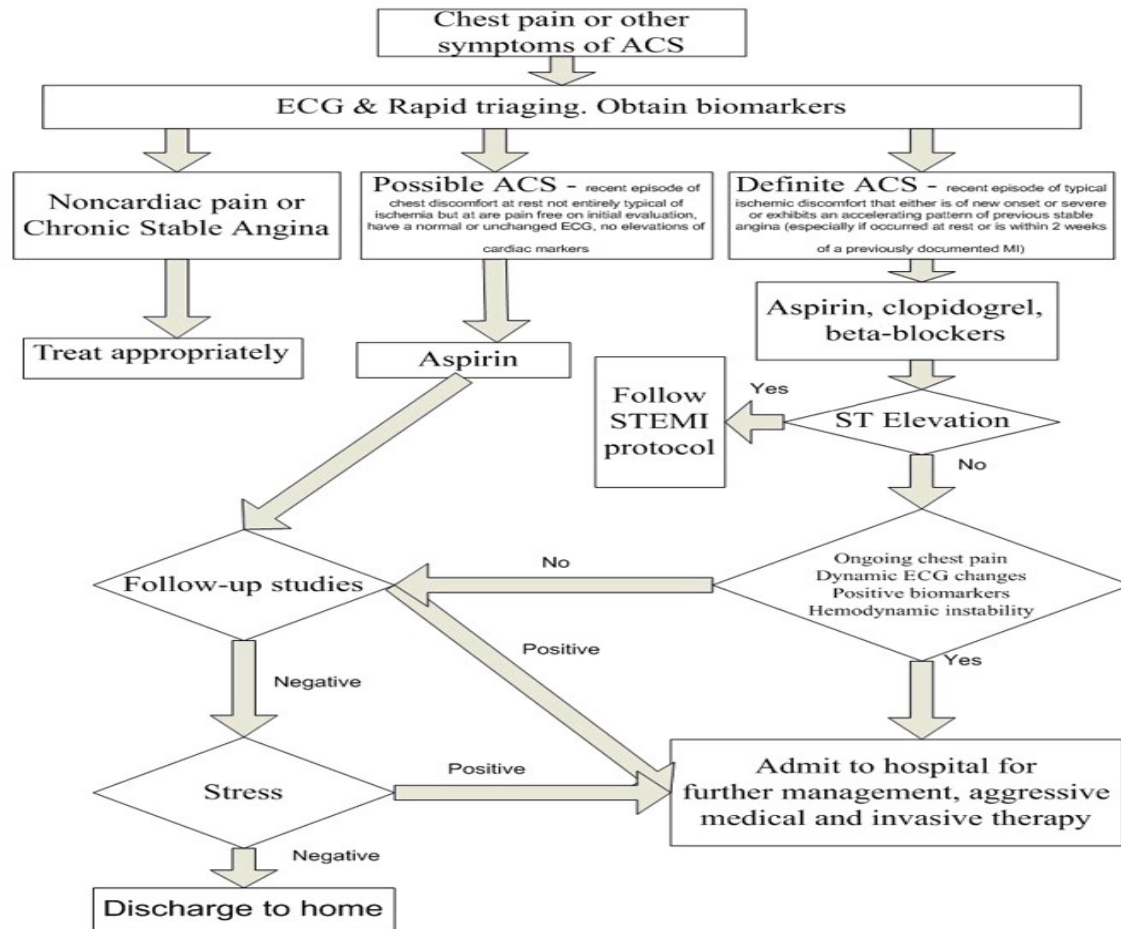 Chest pain or other
symptoms of ACS
ECG & Rapid triaging. Obtain biomarkers
Noncardiac pain or
Chronic Stable Angina
Possible ACS - recent episode of
chest discomfort at rest not entirely typical
of ischemia but at are pain free on initial evaluation,
have a normal or unchanged ECG, no elevations of
cardiac markers
Definite ACS - recent episode of typical
ischemic discomfort that either is of new onset or severe
or exhibits an accelerating pattern of previous stable
angina (especially if occurred at rest or is within 2 weeks
of a previously documented MI)
Treat appropriately
Aspirin
Aspirin, clopidogrel,
beta-blockers
Follow
STEMI
protocol
Yes
ST Elevation
No
Ongoing chest pain
Dynamic ECG changes
Positive biomarkers
Hemodynamic instability
No
Yes
Follow-up studies
Positive
Negative
Stress
Positive
Admit to hospital for
further management, aggressive
medical and invasive therapy
Negative
Discharge to home